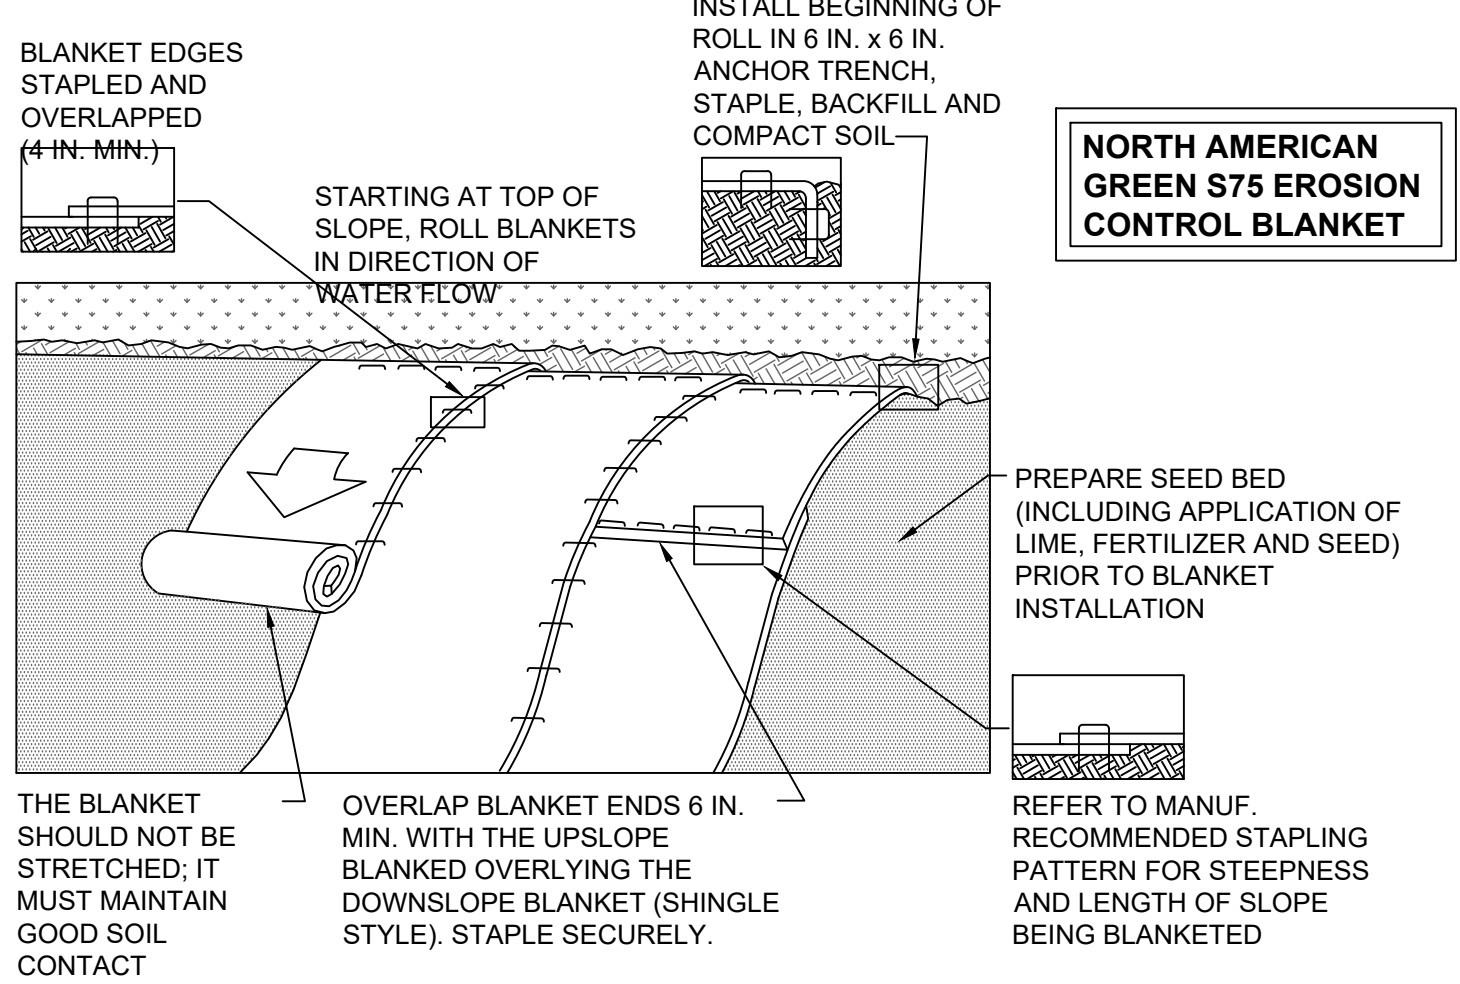 INSTALL BEGINNING OF
ROLL IN 6 IN. x 6 IN.
ANCHOR TRENCH,
STAPLE, BACKFILL AND
COMPACT SOIL
BLANKET EDGES
STAPLED AND
OVERLAPPED
(4 IN. MIN.)
STARTING AT TOP OF
SLOPE, ROLL BLANKETS
IN DIRECTION OF
WATER FLOW
NORTH AMERICAN
GREEN S75 EROSION
CONTROL BLANKET
PREPARE SEED BED
(INCLUDING APPLICATION OF
LIME, FERTILIZER AND SEED)
PRIOR TO BLANKET
INSTALLATION
THE BLANKET
SHOULD NOT BE
STRETCHED; IT
MUST MAINTAIN
GOOD SOIL
CONTACT
OVERLAP BLANKET ENDS 6 IN.
MIN. WITH THE UPSLOPE
BLANKED OVERLYING THE
DOWNSLOPE BLANKET (SHINGLE
STYLE). STAPLE SECURELY.
REFER TO MANUF.
RECOMMENDED STAPLING
PATTERN FOR STEEPNESS
AND LENGTH OF SLOPE
BEING BLANKETED